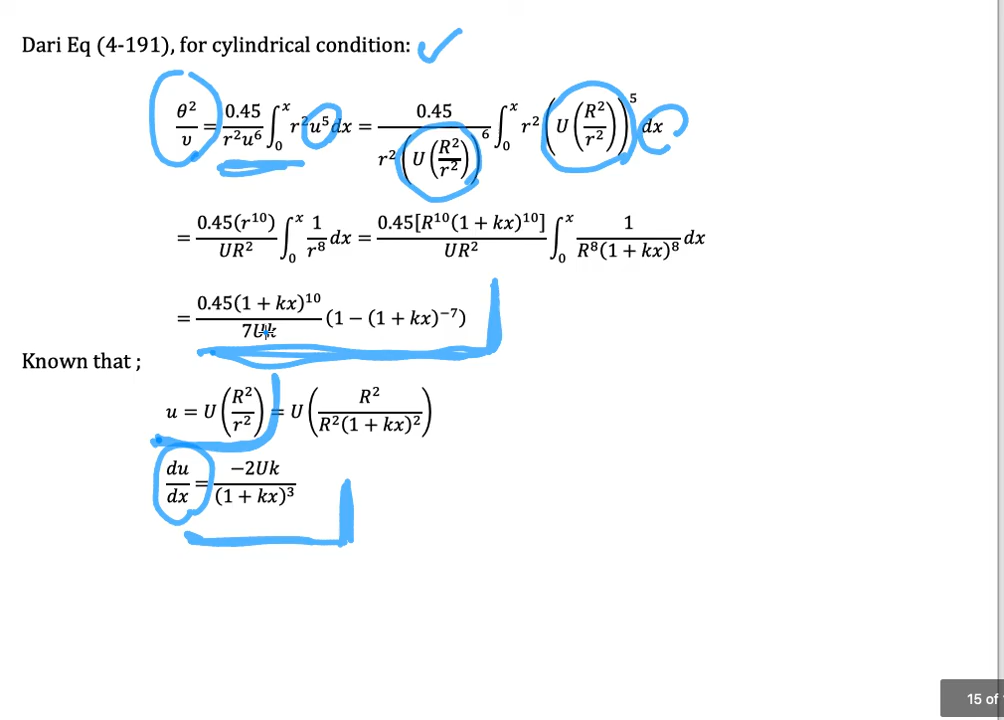 Dari Eq (4-191), for cylindrical condition:
θ²/υ = 0.45/(r²u⁶) ∫₀ˣ r²u⁵dx = 0.45/(r²(U(R²/r²))⁶) ∫₀ˣ r²(U(R²/r²))⁵ dx
= 0.45(r¹⁰)/(UR²) ∫₀ˣ 1/r⁸ dx = 0.45[R¹⁰(1 + kx)¹⁰]/(UR²) ∫₀ˣ 1/(R⁸(1 + kx)⁸) dx
= 0.45(1 + kx)¹⁰/(7Uk) (1 − (1 + kx)⁻⁷)
Known that ;
u = U(R²/r²) = U(R²/(R²(1 + kx)²))
du/dx = −2Uk/(1 + kx)³
15 of